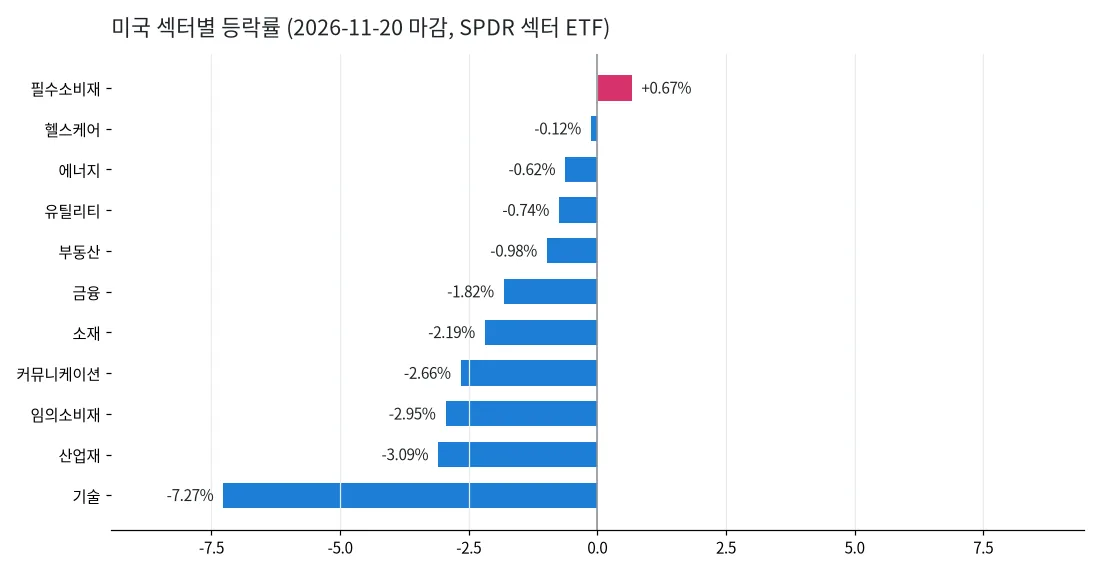 미국 섹터별 등락률 (2026-11-20 마감, SPDR 섹터 ETF)
필수소비재 +0.67%
헬스케어 -0.12%
에너지 -0.62%
유틸리티 -0.74%
부동산 -0.98%
금융 -1.82%
소재 -2.19%
커뮤니케이션 -2.66%
임의소비재 -2.95%
산업재 -3.09%
기술 -7.27%
-7.5 -5.0 -2.5 0.0 2.5 5.0 7.5